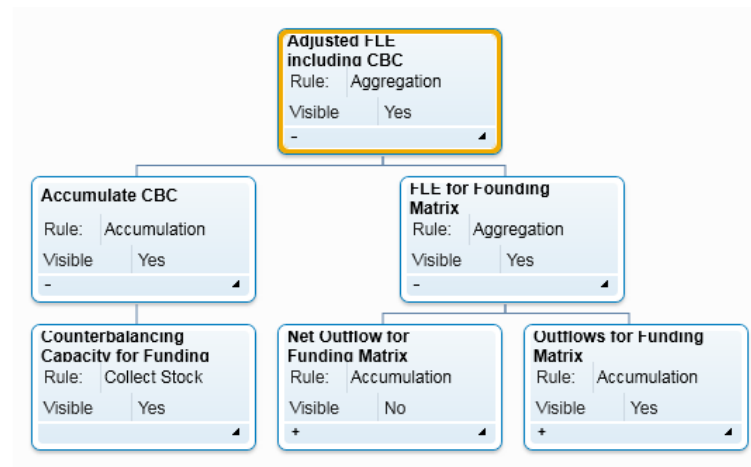 Adjusted FLE
including CBC
Rule: Aggregation
Visible Yes
-
Accumulate CBC
Rule: Accumulation
Visible Yes
-
FLE for Founding
Matrix
Rule: Aggregation
Visible Yes
-
Counterbalancing
Capacity for Funding
Rule: Collect Stock
Visible Yes
Net Outflow for
Funding Matrix
Rule: Accumulation
Visible No
+
Outflows for Funding
Matrix
Rule: Accumulation
Visible Yes
+